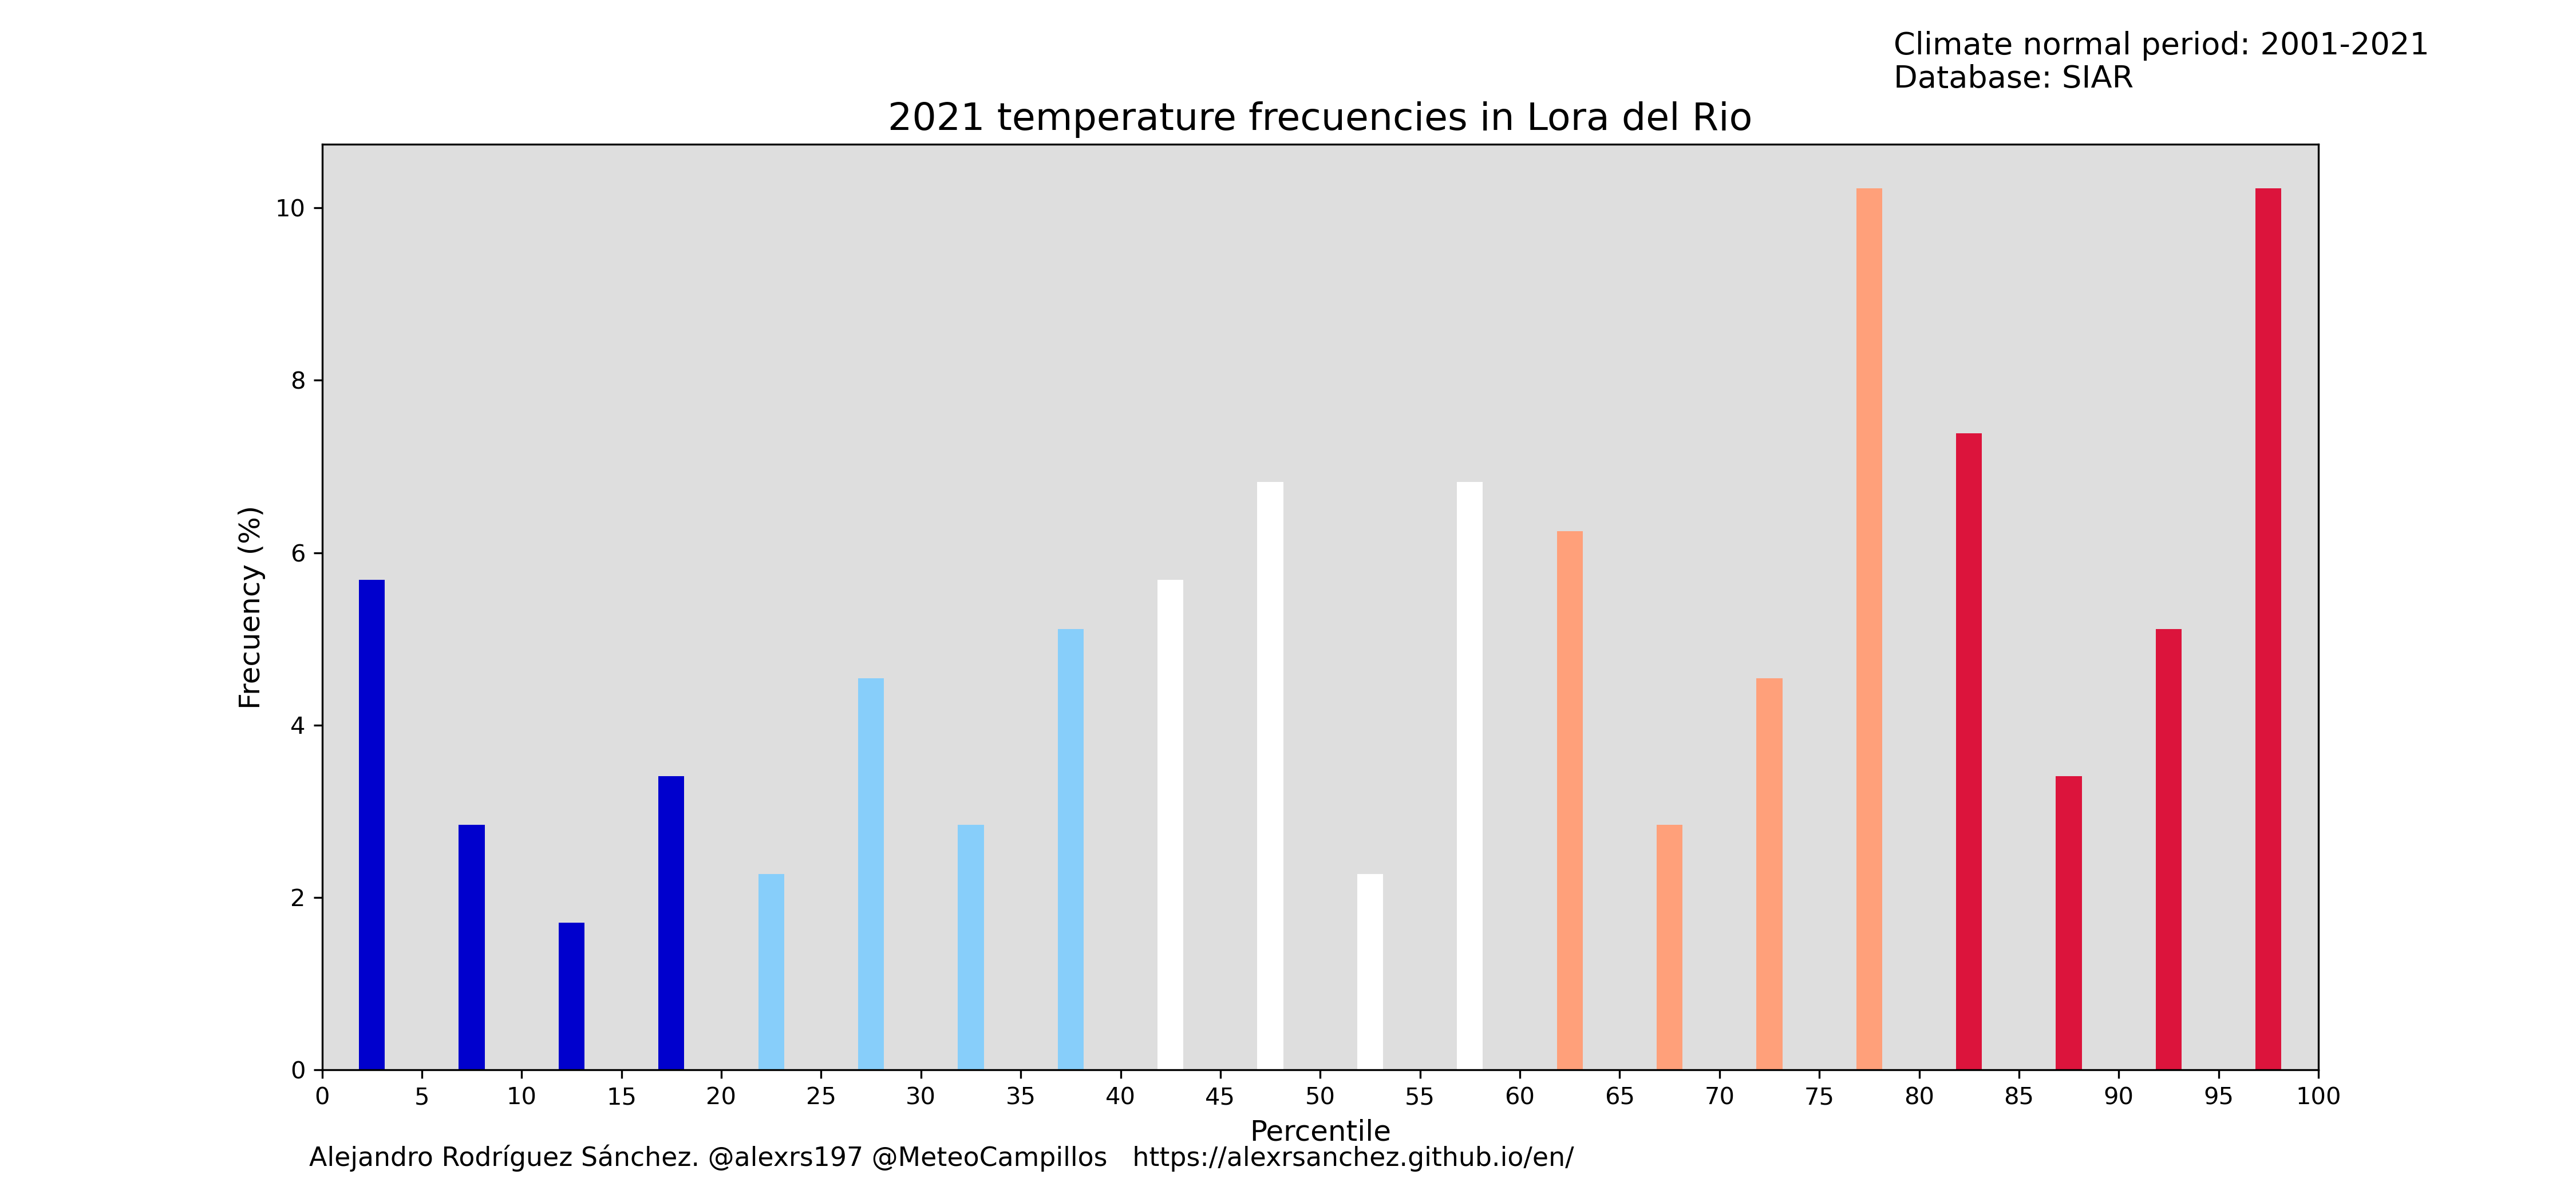 Climate normal period: 2001-2021
Database: SIAR
2021 temperature frecuencies in Lora del Rio
Frecuency (%)
10
8
6
4
2
0
0 5 10 15 20 25 30 35 40 45 50 55 60 65 70 75 80 85 90 95 100
Percentile
Alejandro Rodríguez Sánchez. @alexrs197 @MeteoCampillos https://alexrsanchez.github.io/en/